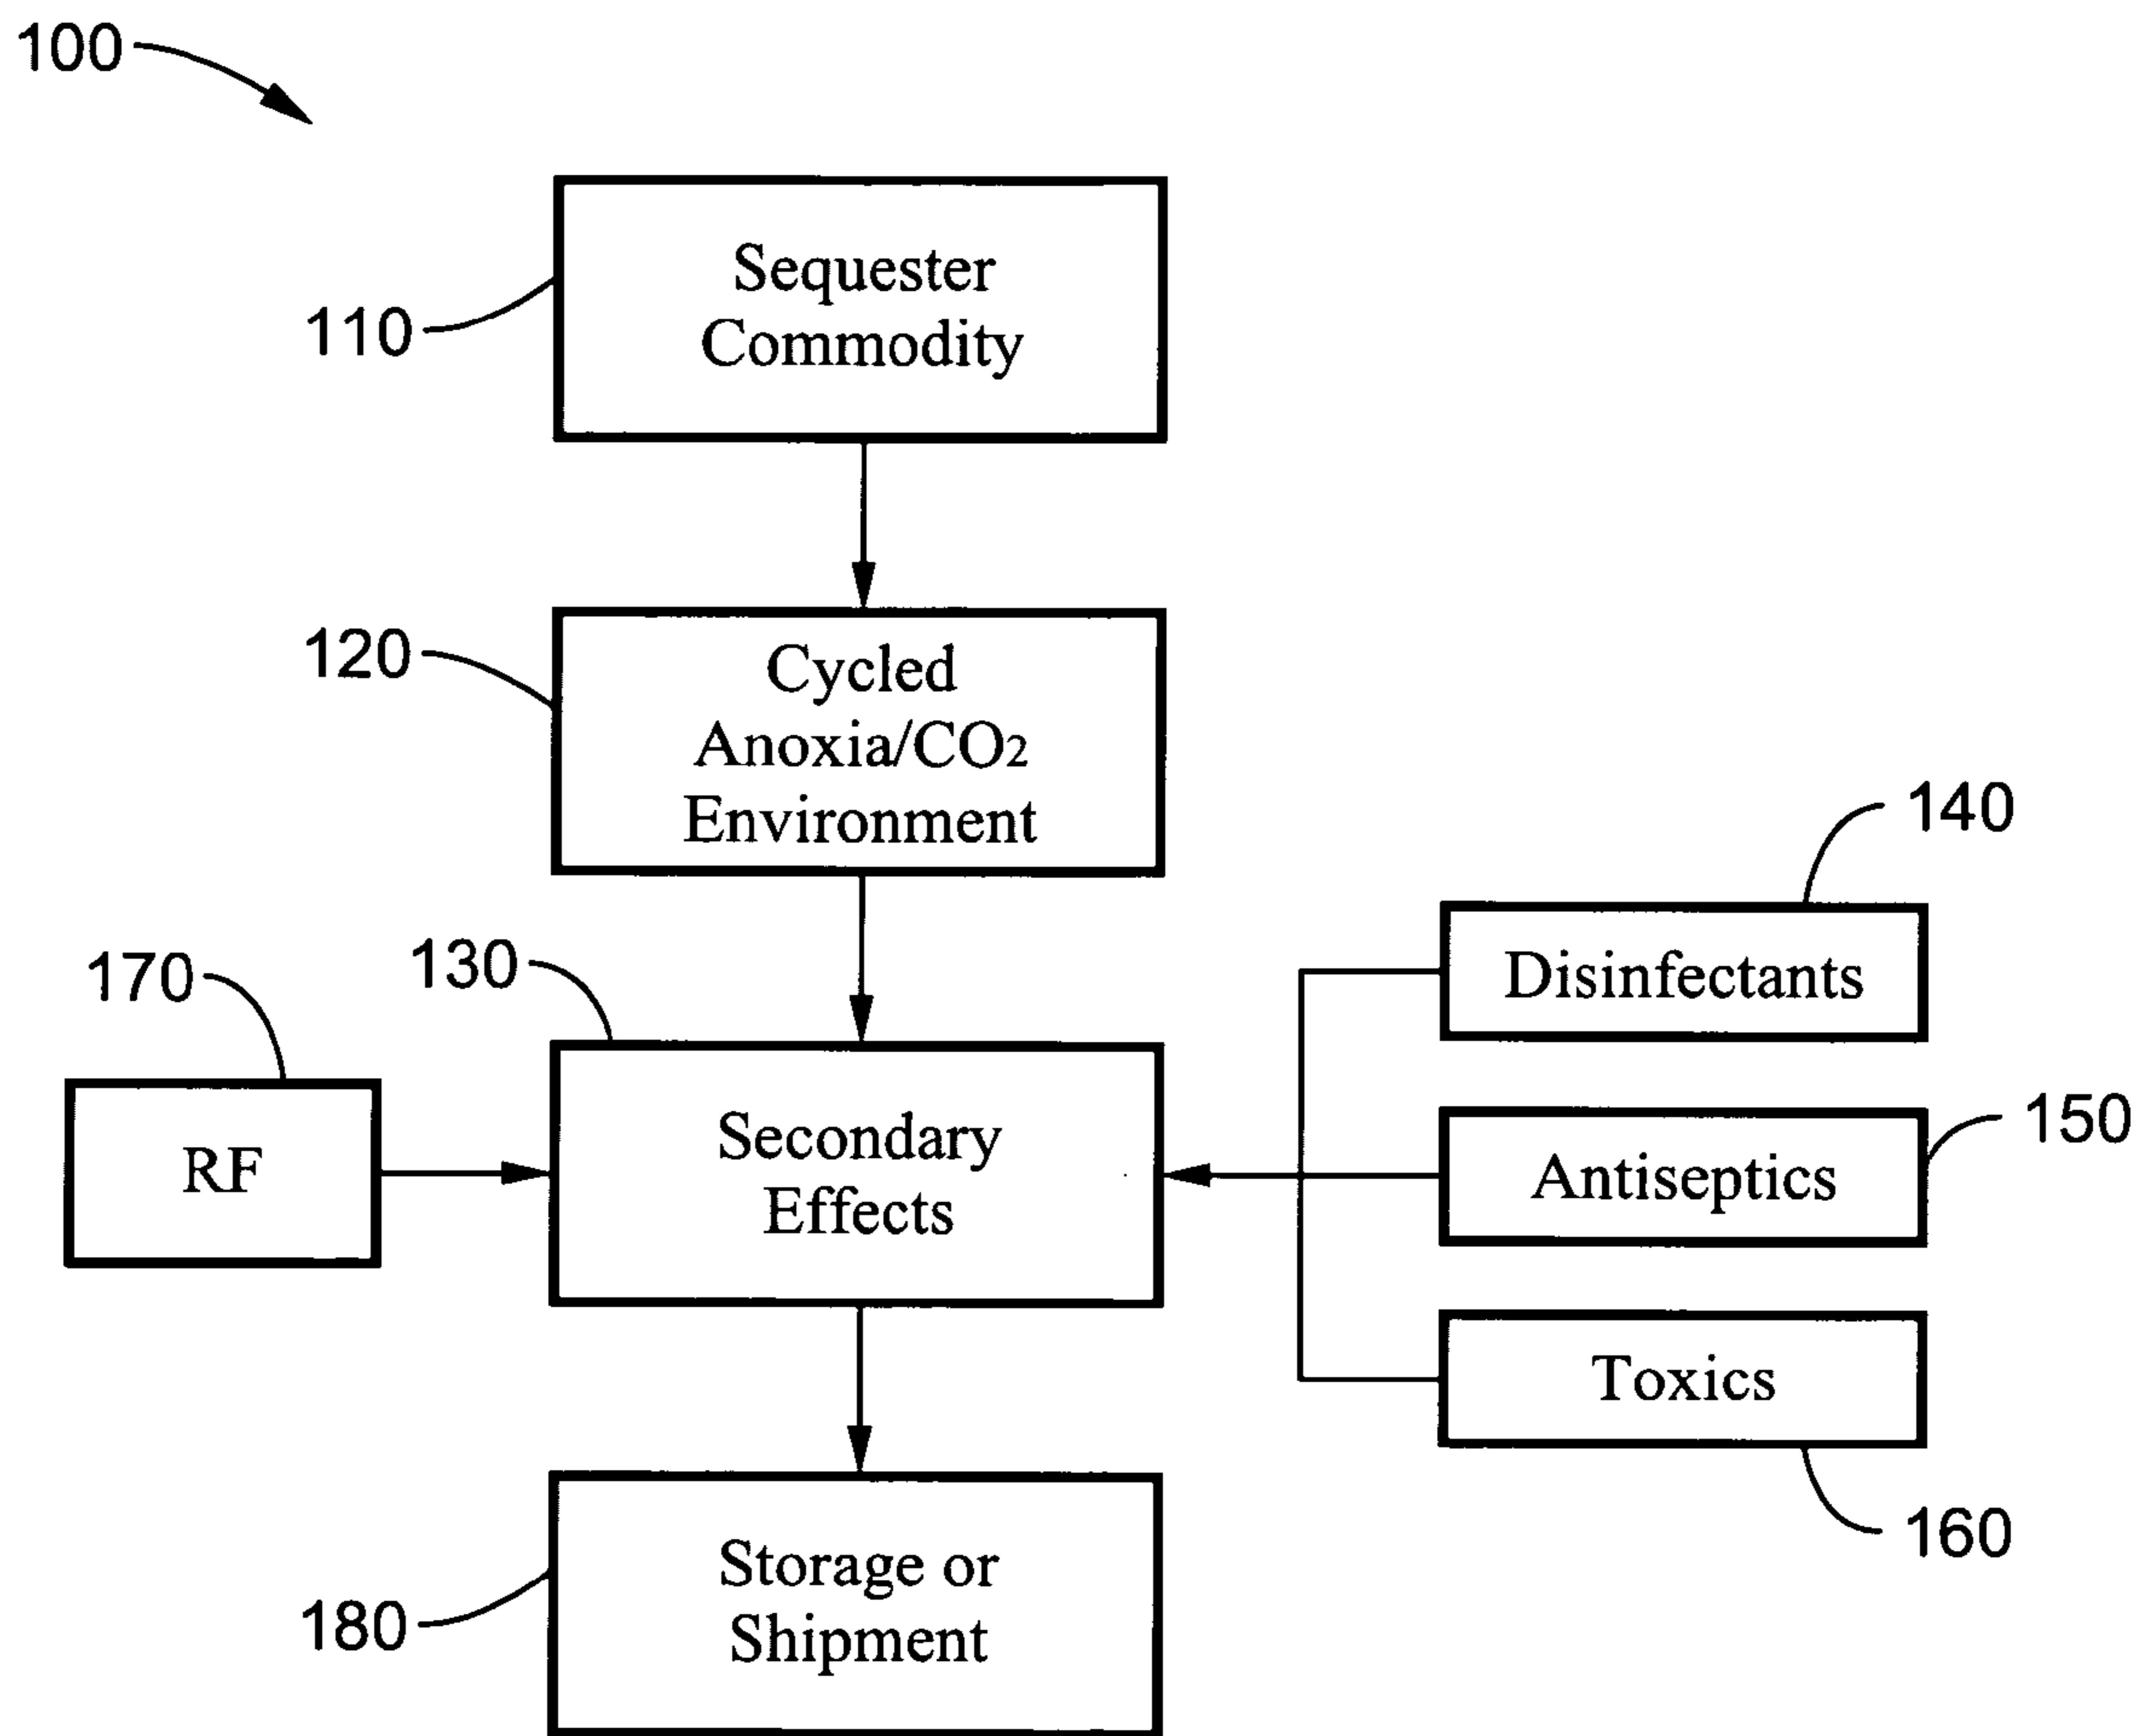 100
110
Sequester
Commodity
120
Cycled
Anoxia/CO₂
Environment
140
Disinfectants
170
130
RF
Secondary
Effects
150
Antiseptics
Toxics
160
180
Storage or
Shipment